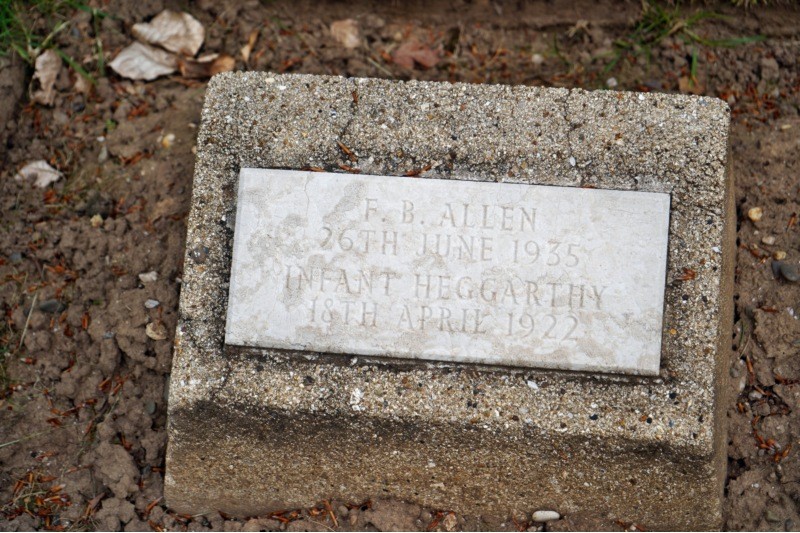 F. B. ALLEN
26TH JUNE 1935
INFANT HEGGARTHY
18TH APRIL 1922